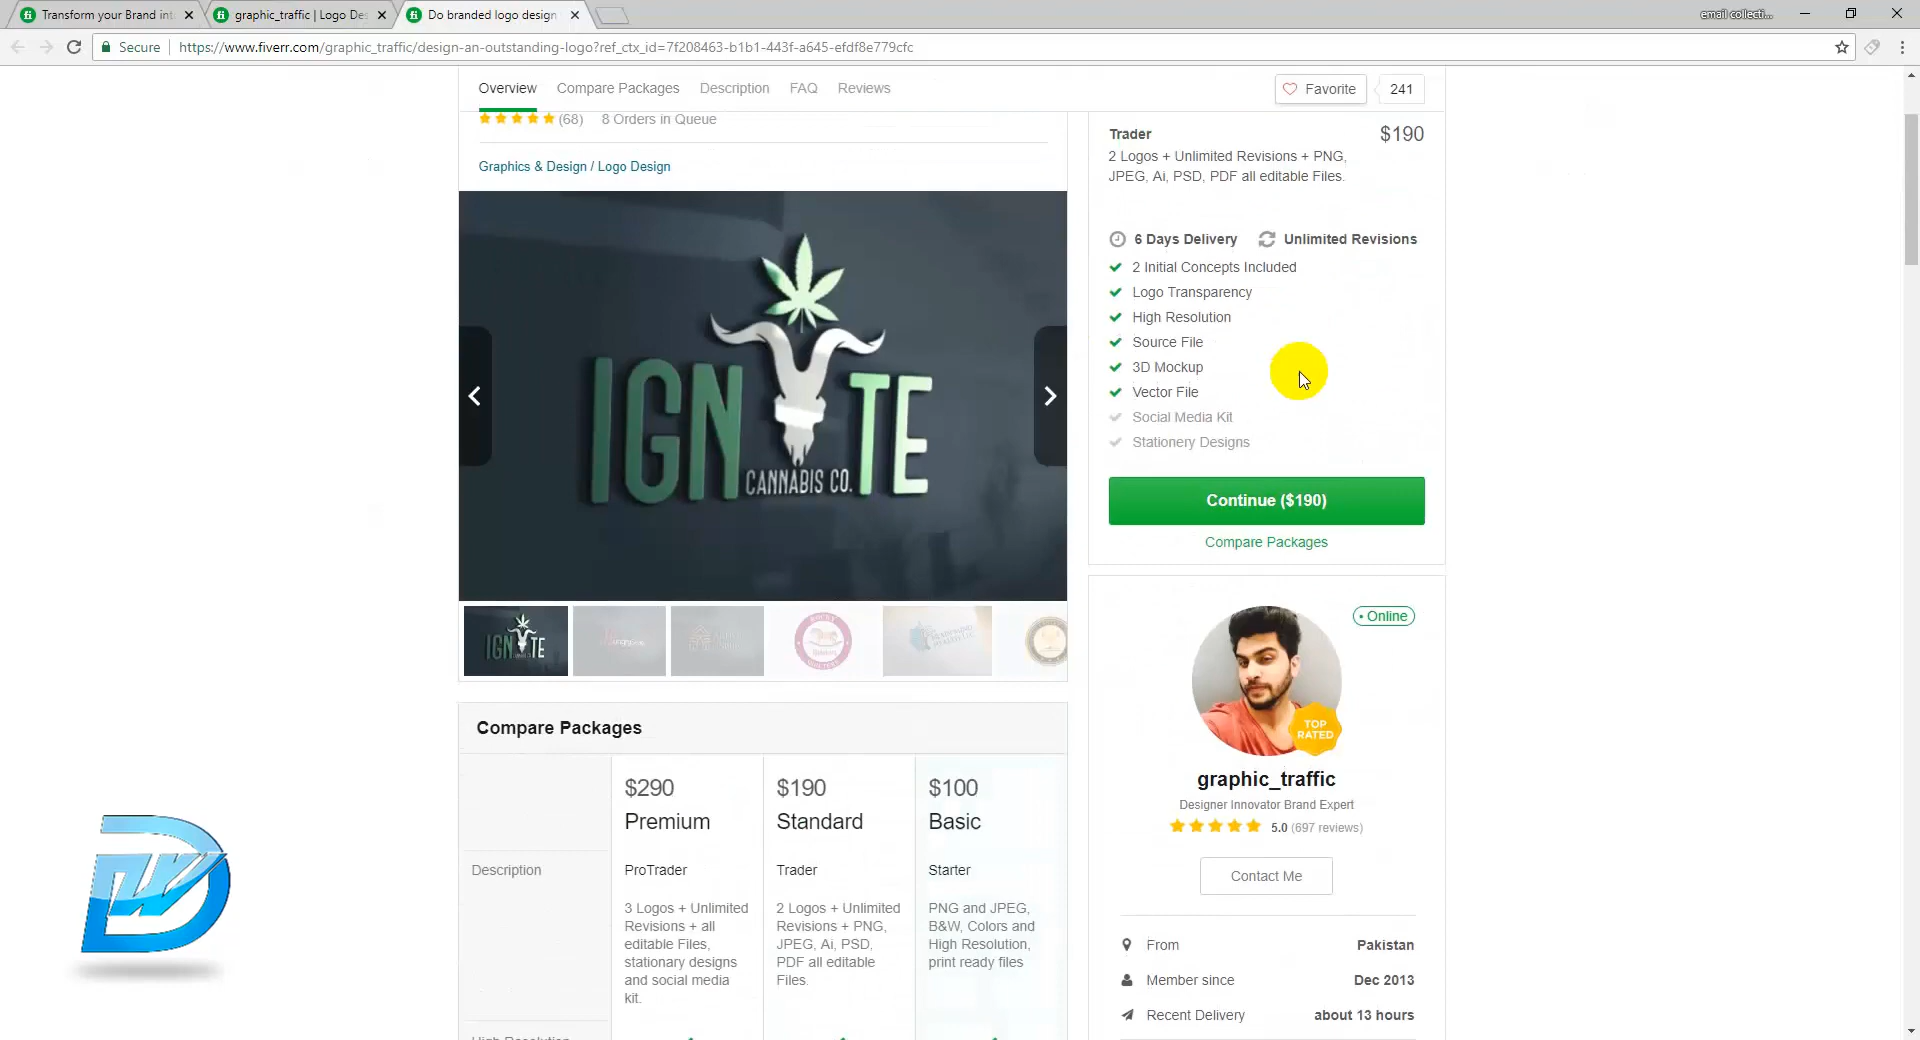 Transform your Brand int
graphic_traffic | Logo Des
Do branded logo design
email collecti...
Secure
https://www.fiverr.com/graphic_traffic/design-an-outstanding-logo?ref_ctx_id=7f208463-b1b1-443f-a645-efdf8e779cfc
Overview
Compare Packages
Description
FAQ
Reviews
Favorite
241
(68)
8 Orders in Queue
Graphics & Design / Logo Design
IGN TE
CANNABIS CO.
Trader
$190
2 Logos + Unlimited Revisions + PNG,
JPEG, Ai, PSD, PDF all editable Files.
6 Days Delivery
Unlimited Revisions
2 Initial Concepts Included
Logo Transparency
High Resolution
Source File
3D Mockup
Vector File
Social Media Kit
Stationery Designs
Continue ($190)
Compare Packages
• Online
TOP
RATED
graphic_traffic
Designer Innovator Brand Expert
5.0 (697 reviews)
Contact Me
From
Pakistan
Member since
Dec 2013
Recent Delivery
about 13 hours
IGN TE
Compare Packages
$290
Premium
$190
Standard
$100
Basic
Description
ProTrader
3 Logos + Unlimited
Revisions + all
editable Files,
stationary designs
and social media
kit.
Trader
2 Logos + Unlimited
Revisions + PNG,
JPEG, Ai, PSD,
PDF all editable
Files.
Starter
PNG and JPEG,
B&W, Colors and
High Resolution,
print ready files
High Resolution